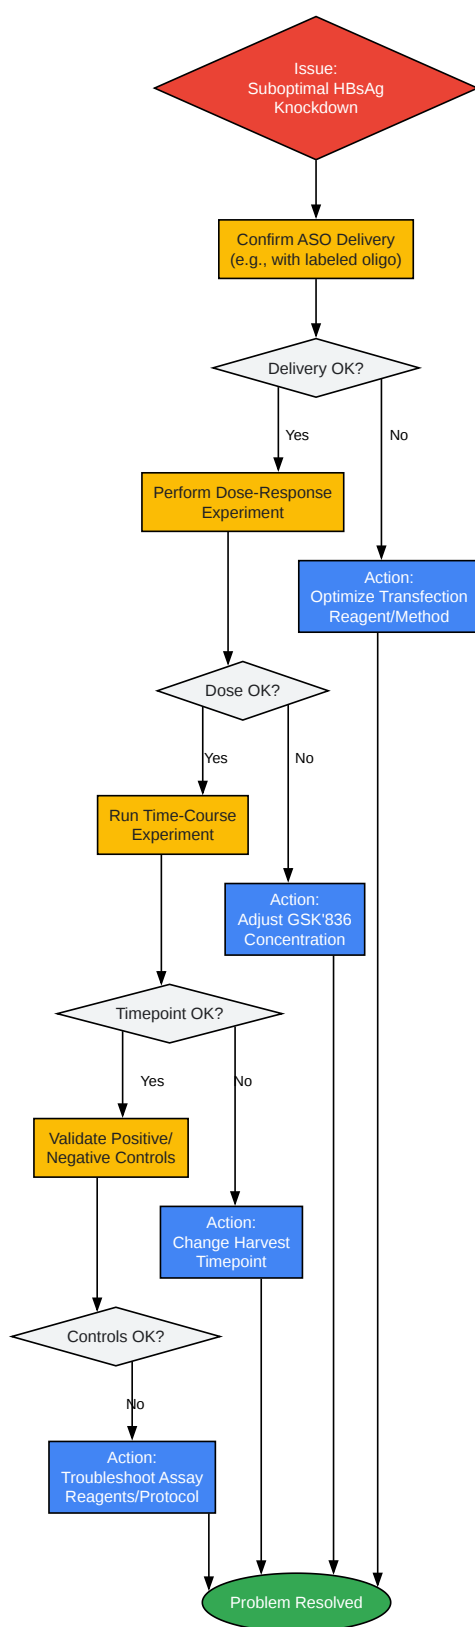 Issue:
Suboptimal HBsAg
Knockdown
Confirm ASO Delivery
(e.g., with labeled oligo)
Delivery OK?
Yes
No
Perform Dose-Response
Experiment
Action:
Optimize Transfection
Reagent/Method
Dose OK?
Yes
No
Run Time-Course
Experiment
Action:
Adjust GSK'836
Concentration
Timepoint OK?
Yes
No
Validate Positive/
Negative Controls
Action:
Change Harvest
Timepoint
Controls OK?
No
Action:
Troubleshoot Assay
Reagents/Protocol
Problem Resolved